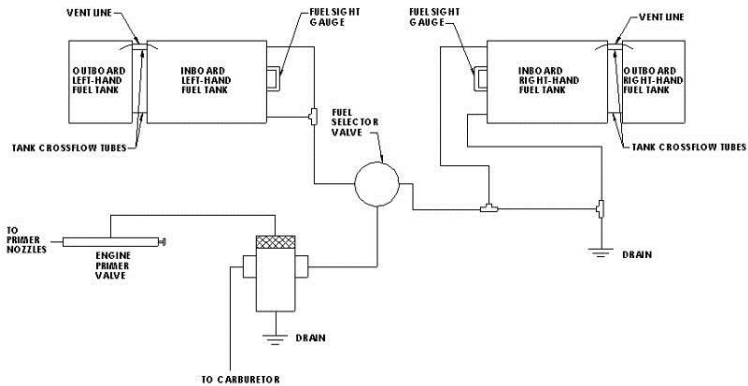 VENT LINE
FUEL SIGHT
GAUGE
FUEL SIGHT
GAUGE
VENT LINE
OUTBOARD
LEFT-HAND
FUEL TANK
INBOARD
LEFT-HAND
FUEL TANK
INBOARD
RIGHT-HAND
FUEL TANK
OUTBOARD
RIGHT-HAND
FUEL TANK
TANK CROSSFLOW TUBES
FUEL
SELECTOR
VALVE
TANK CROSSFLOW TUBES
TO
PRIMER
NOZZLES
ENGINE
PRIMER
VALVE
DRAIN
DRAIN
TO CARBURETOR